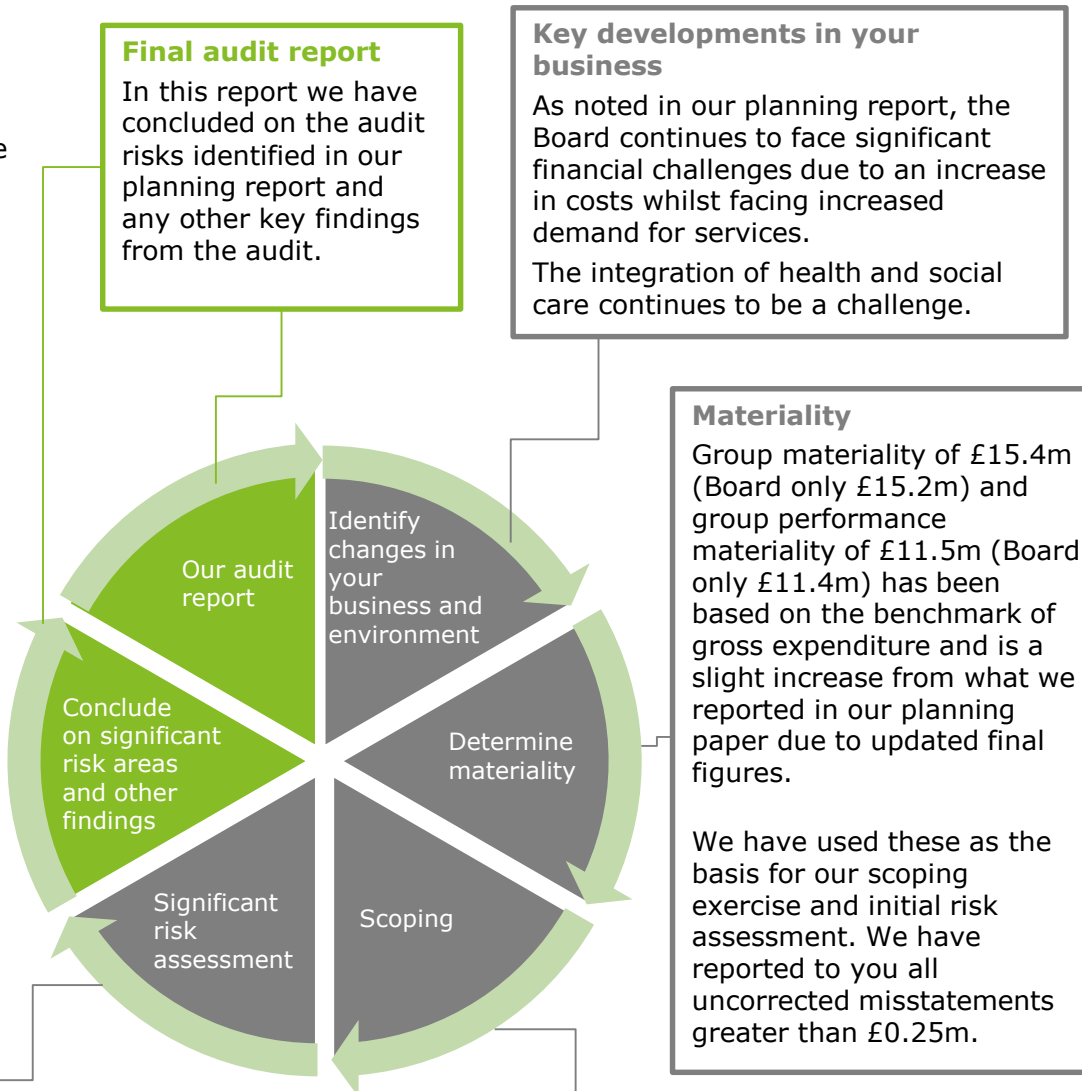 Final audit report
In this report we have
concluded on the audit
risks identified in our
planning report and
any other key findings
from the audit.
Key developments in your
business
As noted in our planning report, the
Board continues to face significant
financial challenges due to an increase
in costs whilst facing increased
demand for services.
The integration of health and social
care continues to be a challenge.
e
Materiality
Group materiality of £15.4m
(Board only £15.2m) and
group performance
materiality of £11.5m (Board
only £11.4m) has been
based on the benchmark of
gross expenditure and is a
slight increase from what we
reported in our planning
paper due to updated final
figures.
We have used these as the
basis for our scoping
exercise and initial risk
assessment. We have
reported to you all
uncorrected misstatements
greater than £0.25m.
Identify
changes in
your
business and
environment
Determine
materiality
Scoping
Significant
risk
assessment
Conclude
on significant
risk areas
and other
findings
Our audit
report